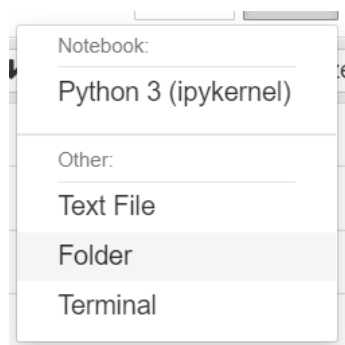 Notebook:
Python 3 (ipykernel)
Other:
Text File
Folder
Terminal